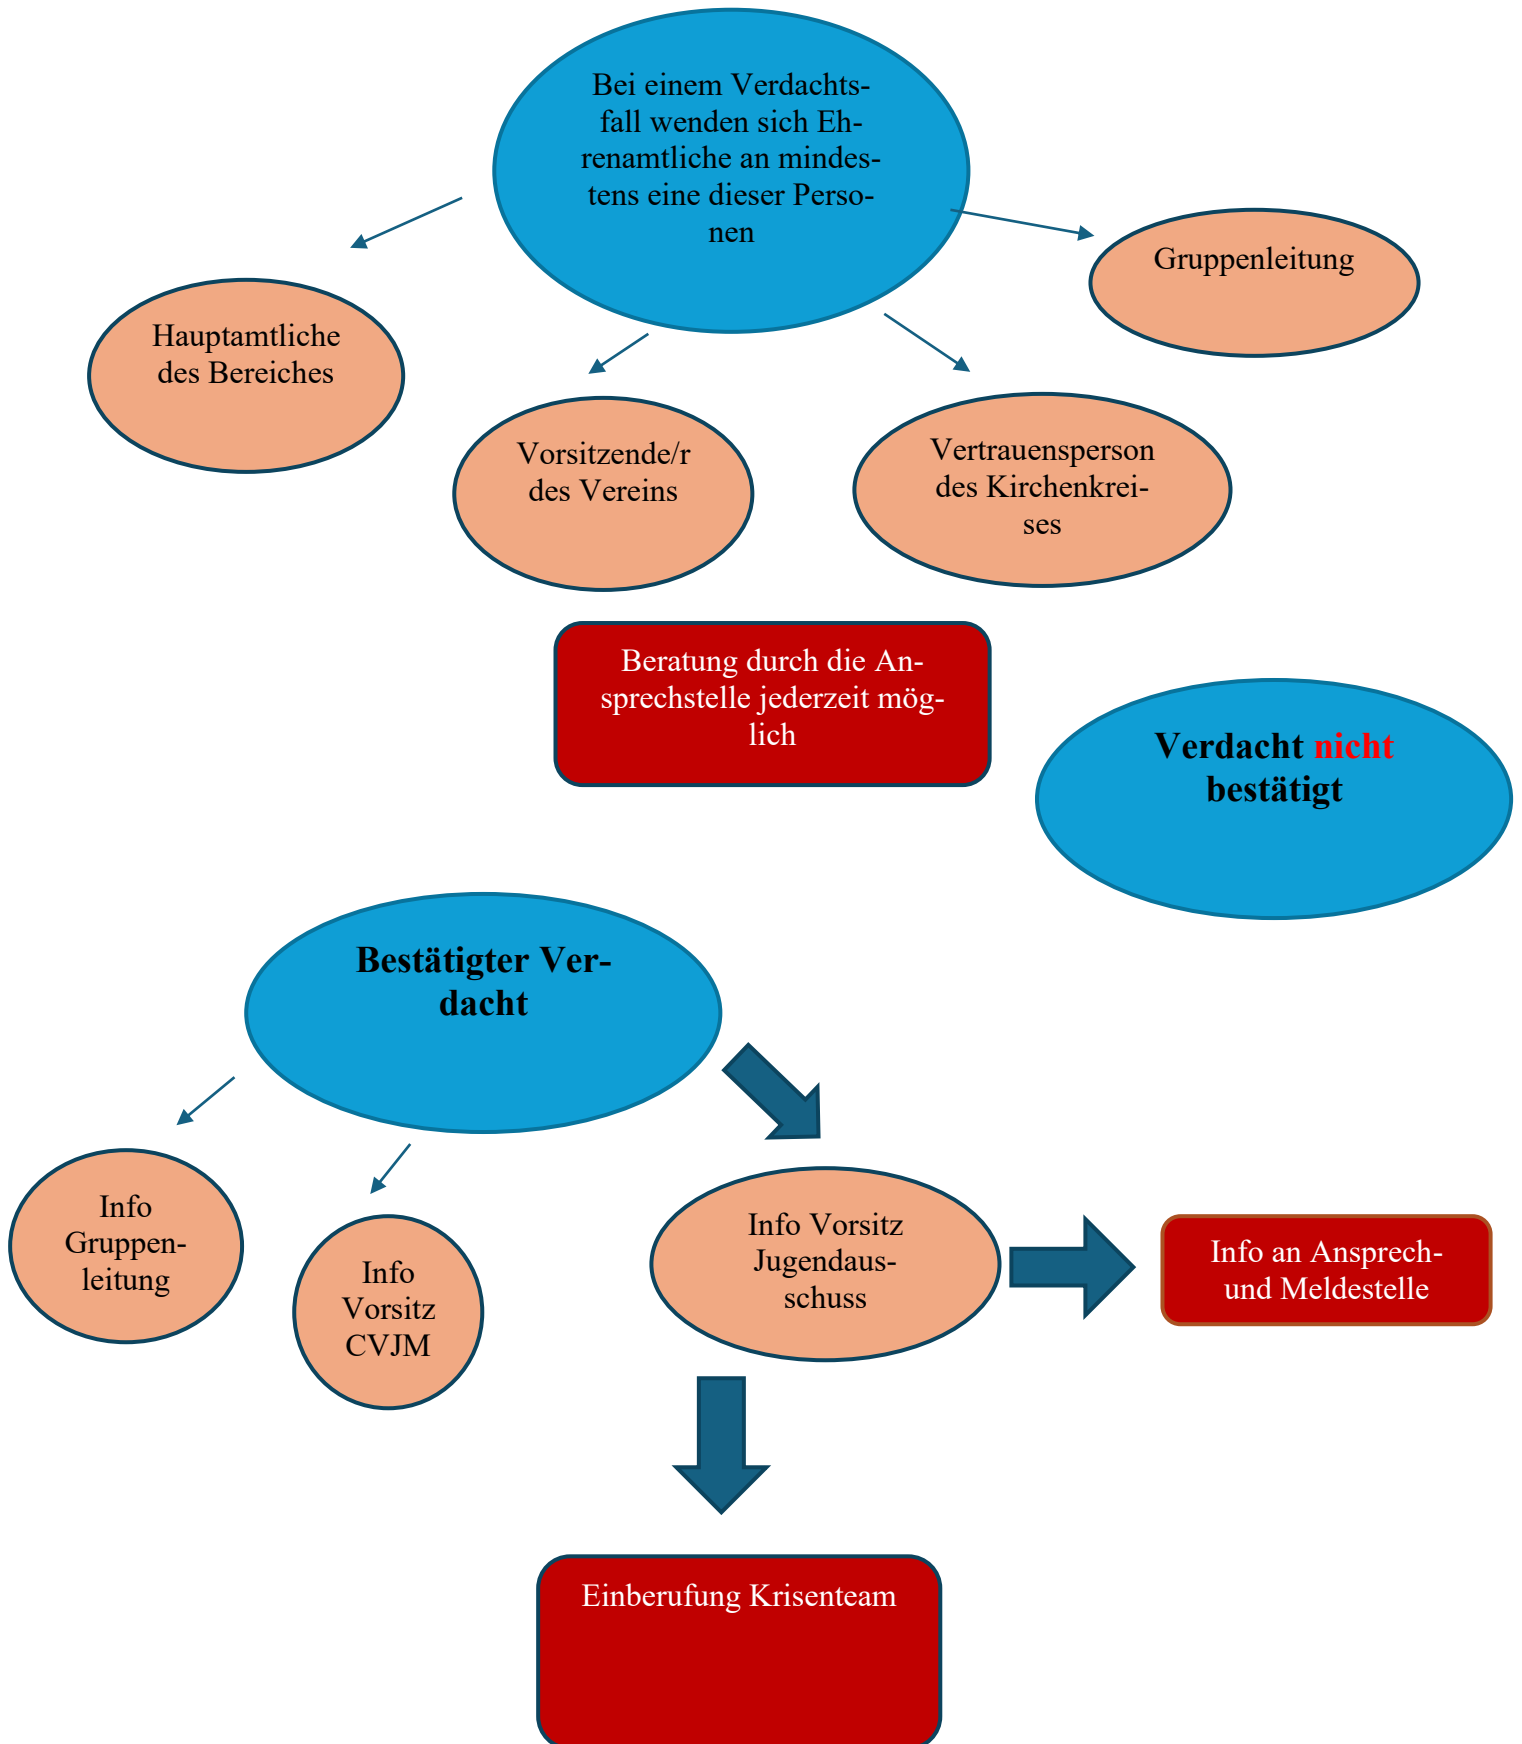 Bei einem Verdachts-
fall wenden sich Eh-
renamtliche an mindes-
tens eine dieser Perso-
nen
Gruppenleitung
Hauptamtliche
des Bereiches
Vorsitzende/r
des Vereins
Vertrauensperson
des Kirchenkrei-
ses
Beratung durch die An-
sprechstelle jederzeit mög-
lich
Verdacht nicht
bestätigt
Bestätigter Ver-
dacht
Info
Gruppen-
leitung
Info
Vorsitz
CVJM
Info Vorsitz
Jugendaus-
schuss
Info an Ansprech-
und Meldestelle
Einberufung Krisenteam